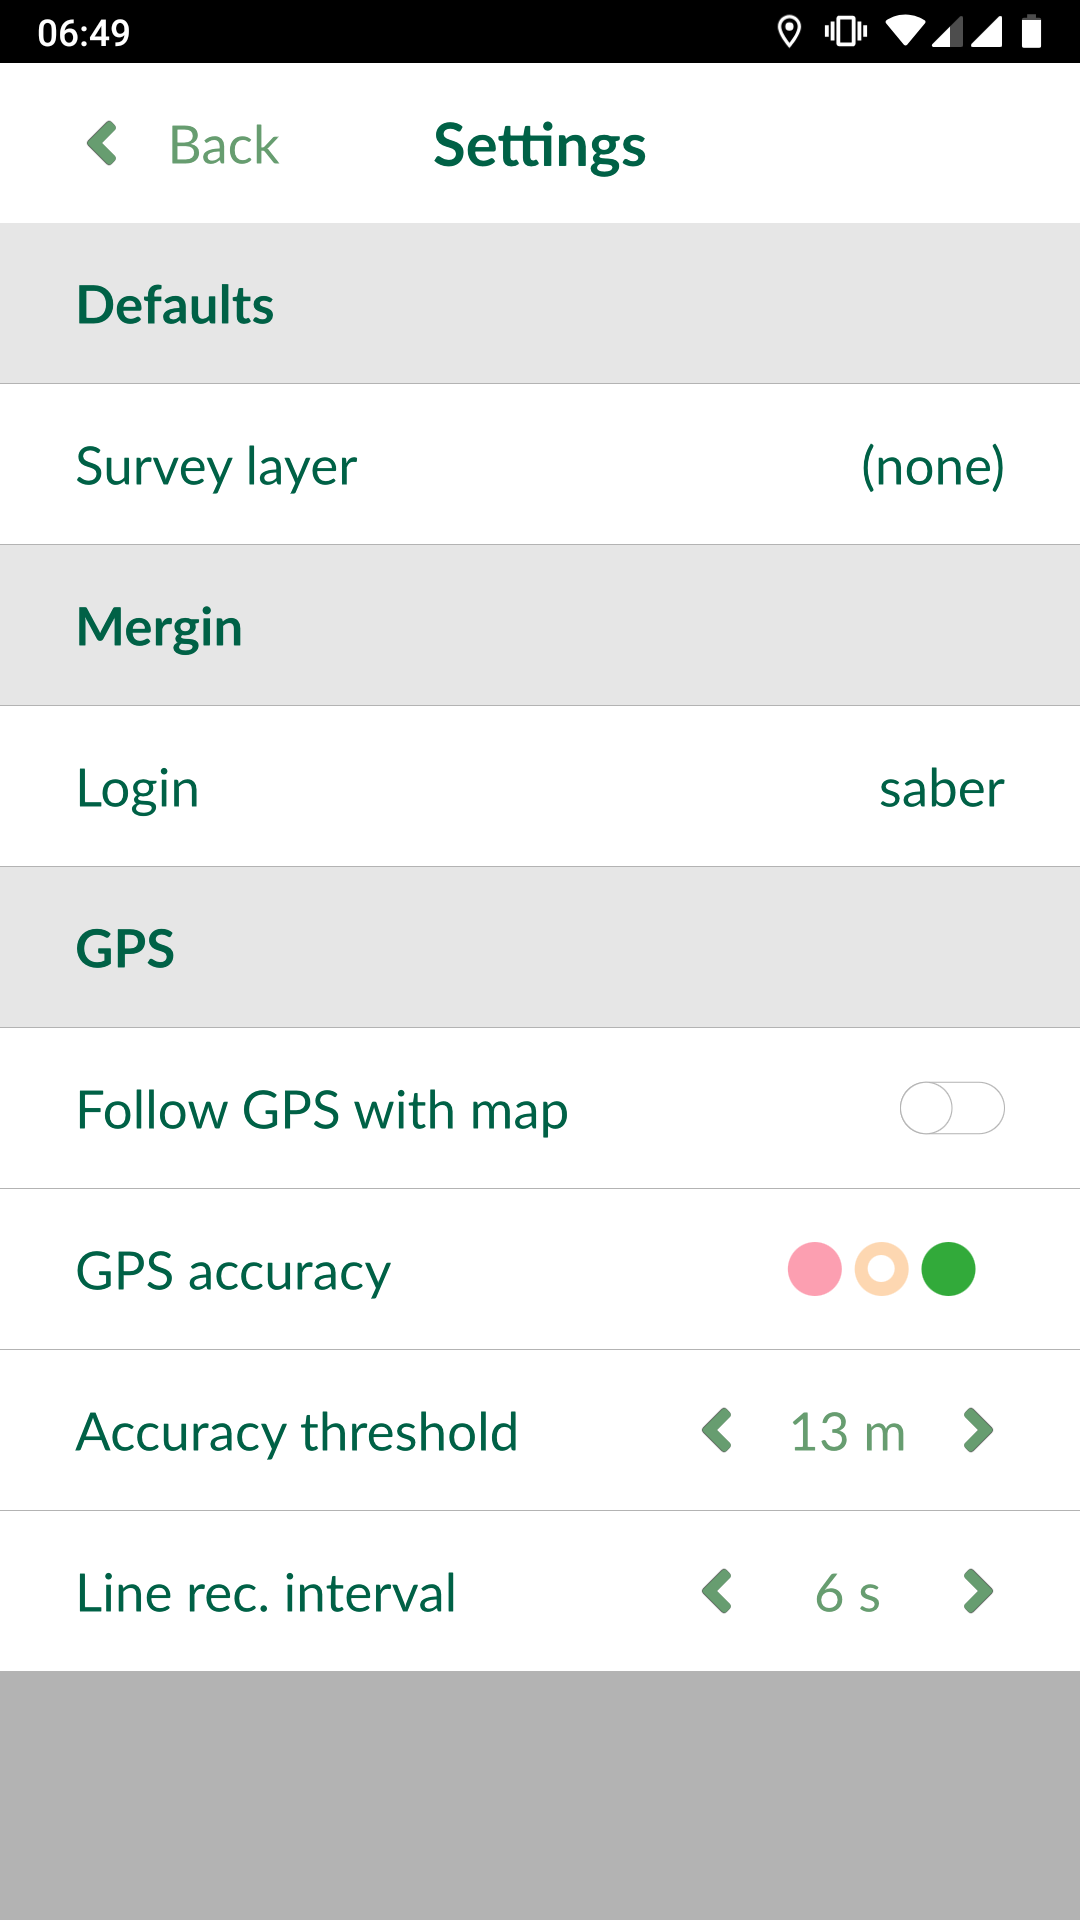 06:49
Back
Settings
Defaults
Survey layer (none)
Mergin
Login saber
GPS
Follow GPS with map
GPS accuracy
Accuracy threshold 13 m
Line rec. interval 6 s